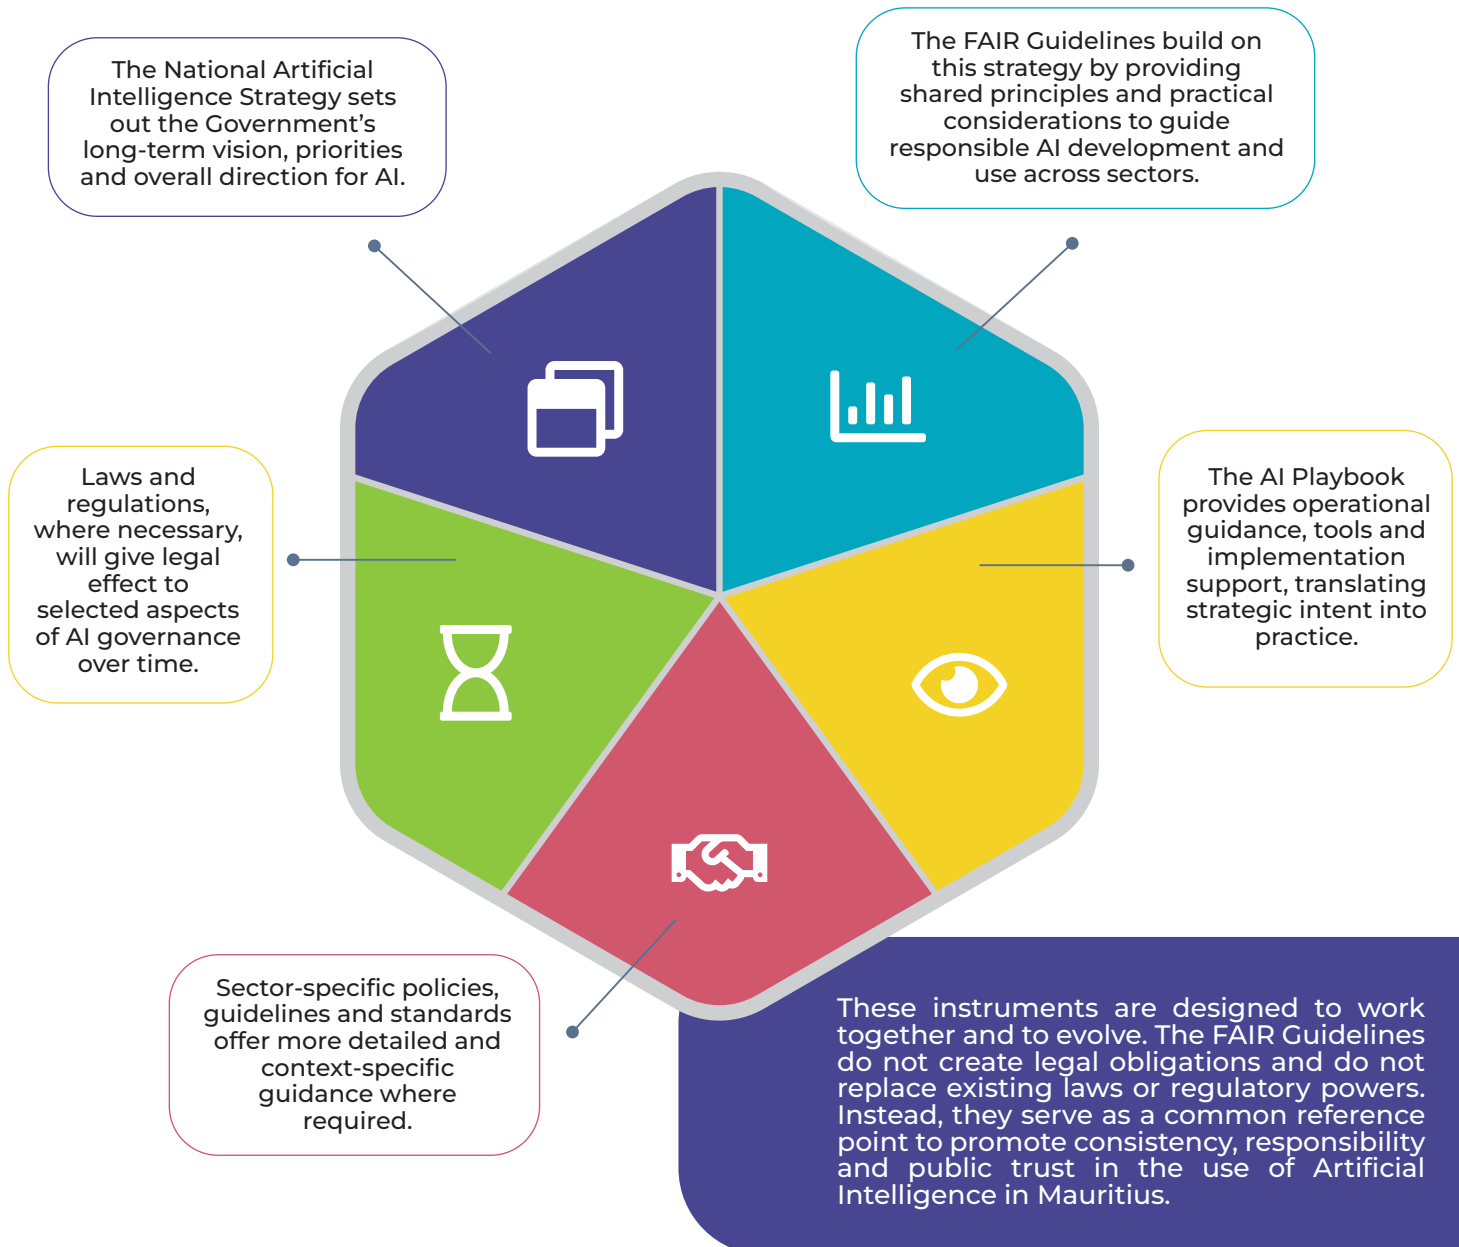 The National Artificial
Intelligence Strategy sets
out the Government’s
long-term vision, priorities
and overall direction for AI.
The FAIR Guidelines build on
this strategy by providing
shared principles and practical
considerations to guide
responsible AI development and
use across sectors.
Laws and
regulations,
where necessary,
will give legal
effect to
selected aspects
of AI governance
over time.
The AI Playbook
provides operational
guidance, tools and
implementation
support, translating
strategic intent into
practice.
Sector-specific policies,
guidelines and standards
offer more detailed and
context-specific
guidance where
required.
These instruments are designed to work
together and to evolve. The FAIR Guidelines
do not create legal obligations and do not
replace existing laws or regulatory powers.
Instead, they serve as a common reference
point to promote consistency, responsibility
and public trust in the use of Artificial
Intelligence in Mauritius.